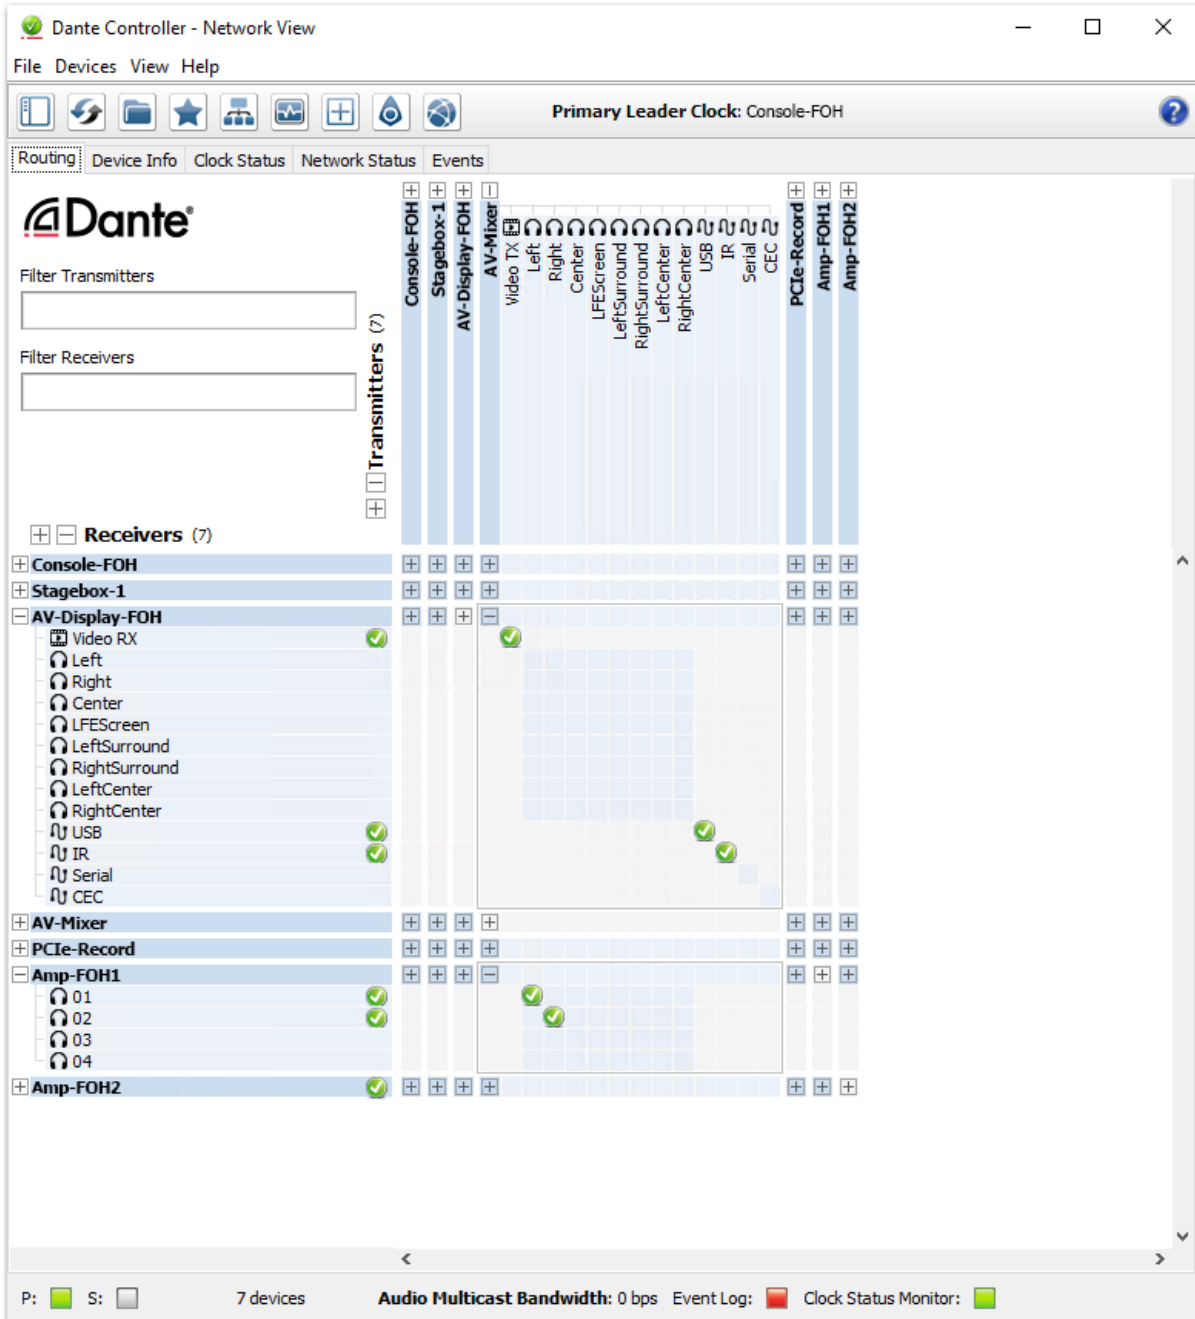 Dante Controller - Network View
File Devices View Help
Primary Leader Clock: Console-FOH
Routing Device Info Clock Status Network Status Events
Dante®
Filter Transmitters
Filter Receivers
Transmitters (7)
Console-FOH
Stagebox-1
AV-Display-FOH
AV-Mixer
Video TX
Left
Right
Center
LFEScreen
LeftSurround
RightSurround
LeftCenter
RightCenter
USB
IR
Serial
CEC
PCIe-Record
Amp-FOH1
Amp-FOH2
Receivers (7)
Console-FOH
Stagebox-1
AV-Display-FOH
Video RX
Left
Right
Center
LFEScreen
LeftSurround
RightSurround
LeftCenter
RightCenter
USB
IR
Serial
CEC
AV-Mixer
PCIe-Record
Amp-FOH1
01
02
03
04
Amp-FOH2
P: S: 7 devices Audio Multicast Bandwidth: 0 bps Event Log: Clock Status Monitor: